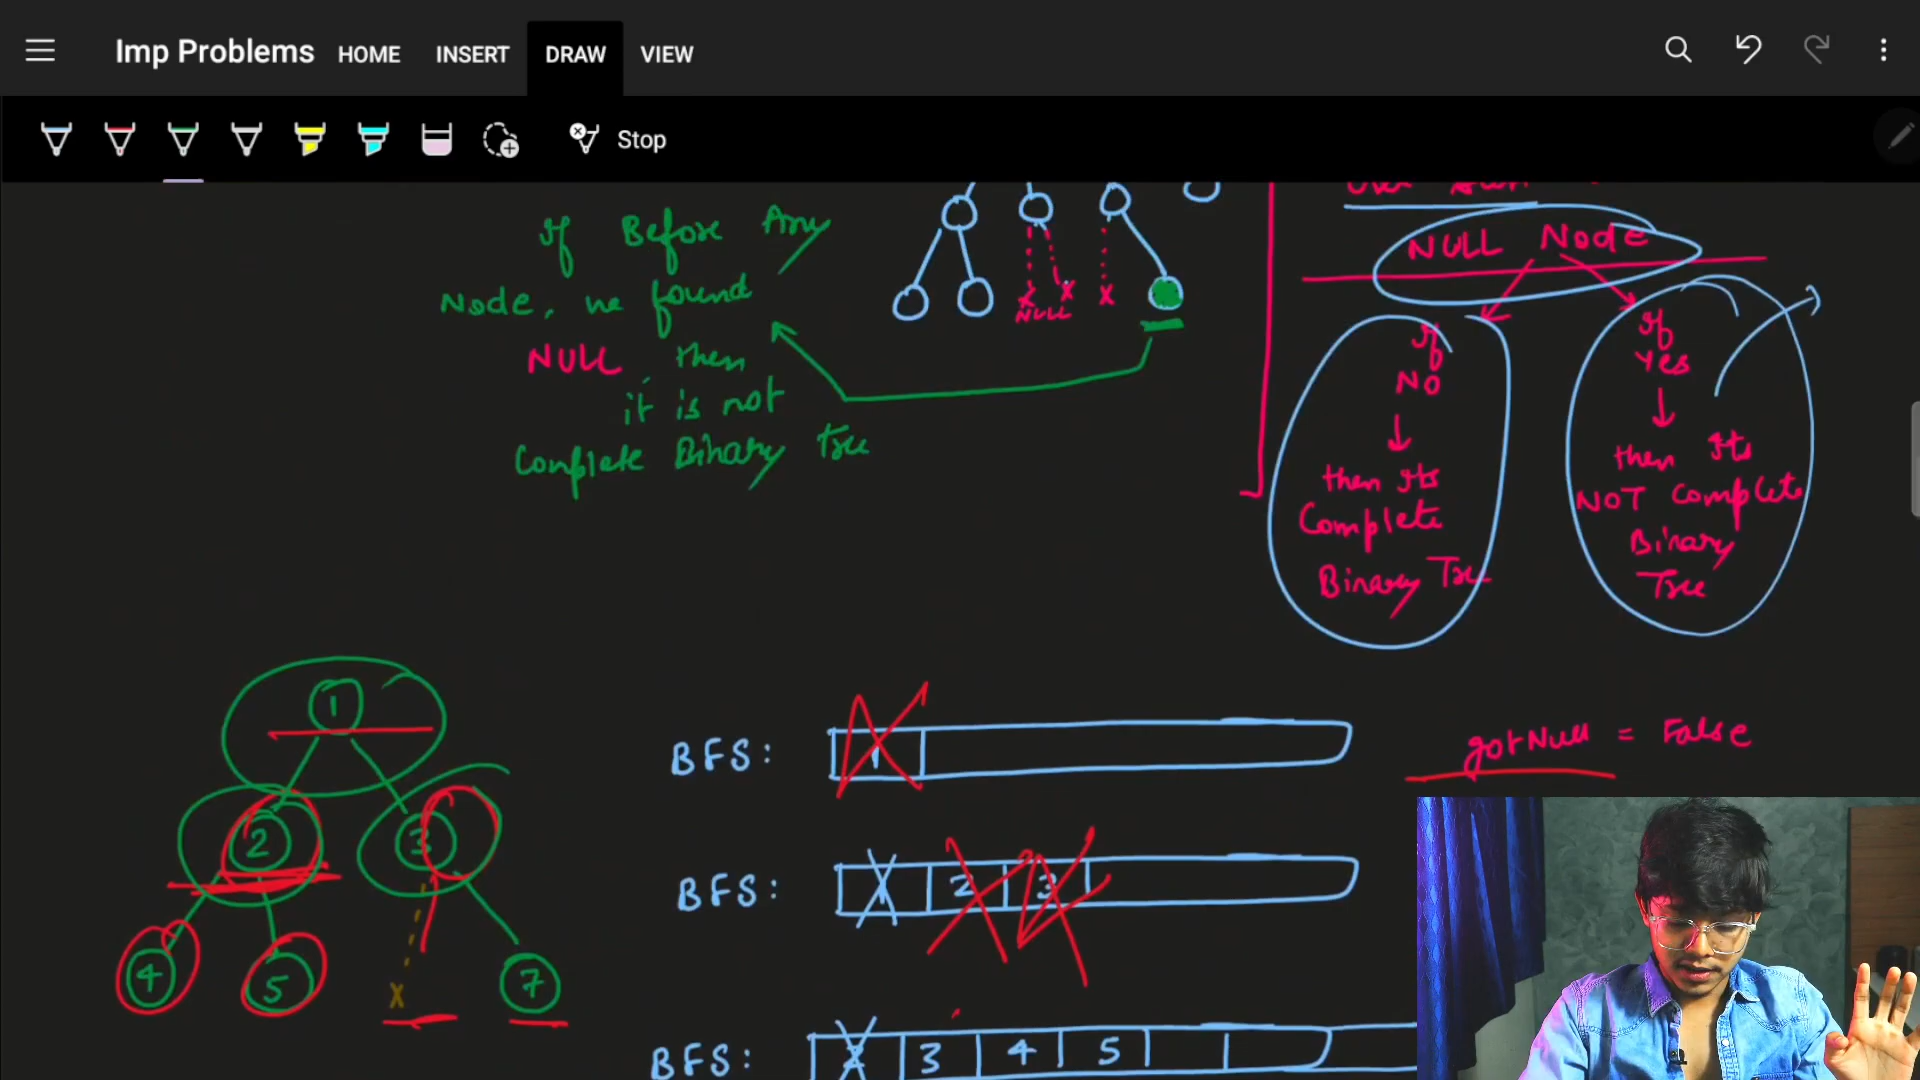 Imp Problems HOME INSERT DRAW VIEW
Stop
If Before Any
Node, we found
NULL then
it is not
Complete Binary Tree
NULL
NULL Node
If
NO
then Its
Complete
Binary Tree
If
Yes
then Its
NOT Complete
Binary
Tree
1
2 3
4 5 X 7
BFS: 1
gotNull = False
BFS: 1 2 3
BFS: 2 3 4 5